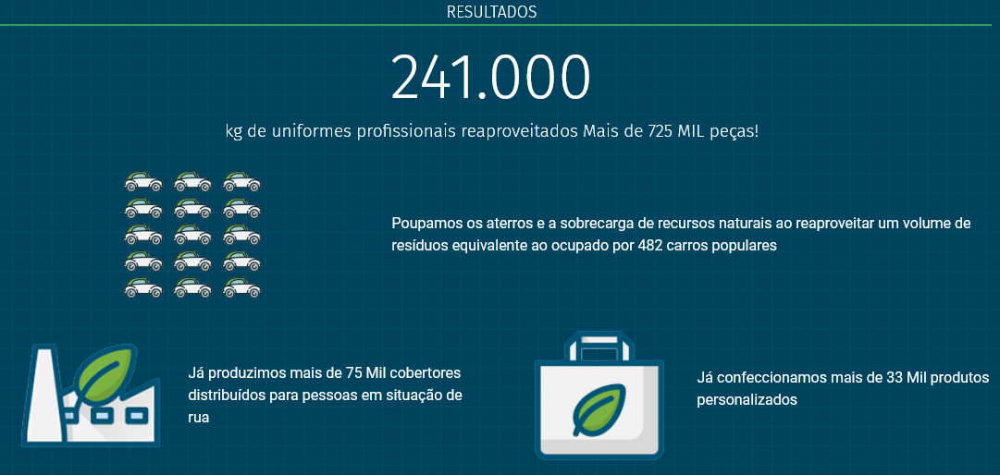 RESULTADOS
241.000
kg de uniformes profissionais reaproveitados Mais de 725 MIL peças!
Poupamos os aterros e a sobrecarga de recursos naturais ao reaproveitar um volume de
resíduos equivalente ao ocupado por 482 carros populares
Já produzimos mais de 75 Mil cobertores
distribuídos para pessoas em situação de
rua
Já confeccionamos mais de 33 Mil produtos
personalizados